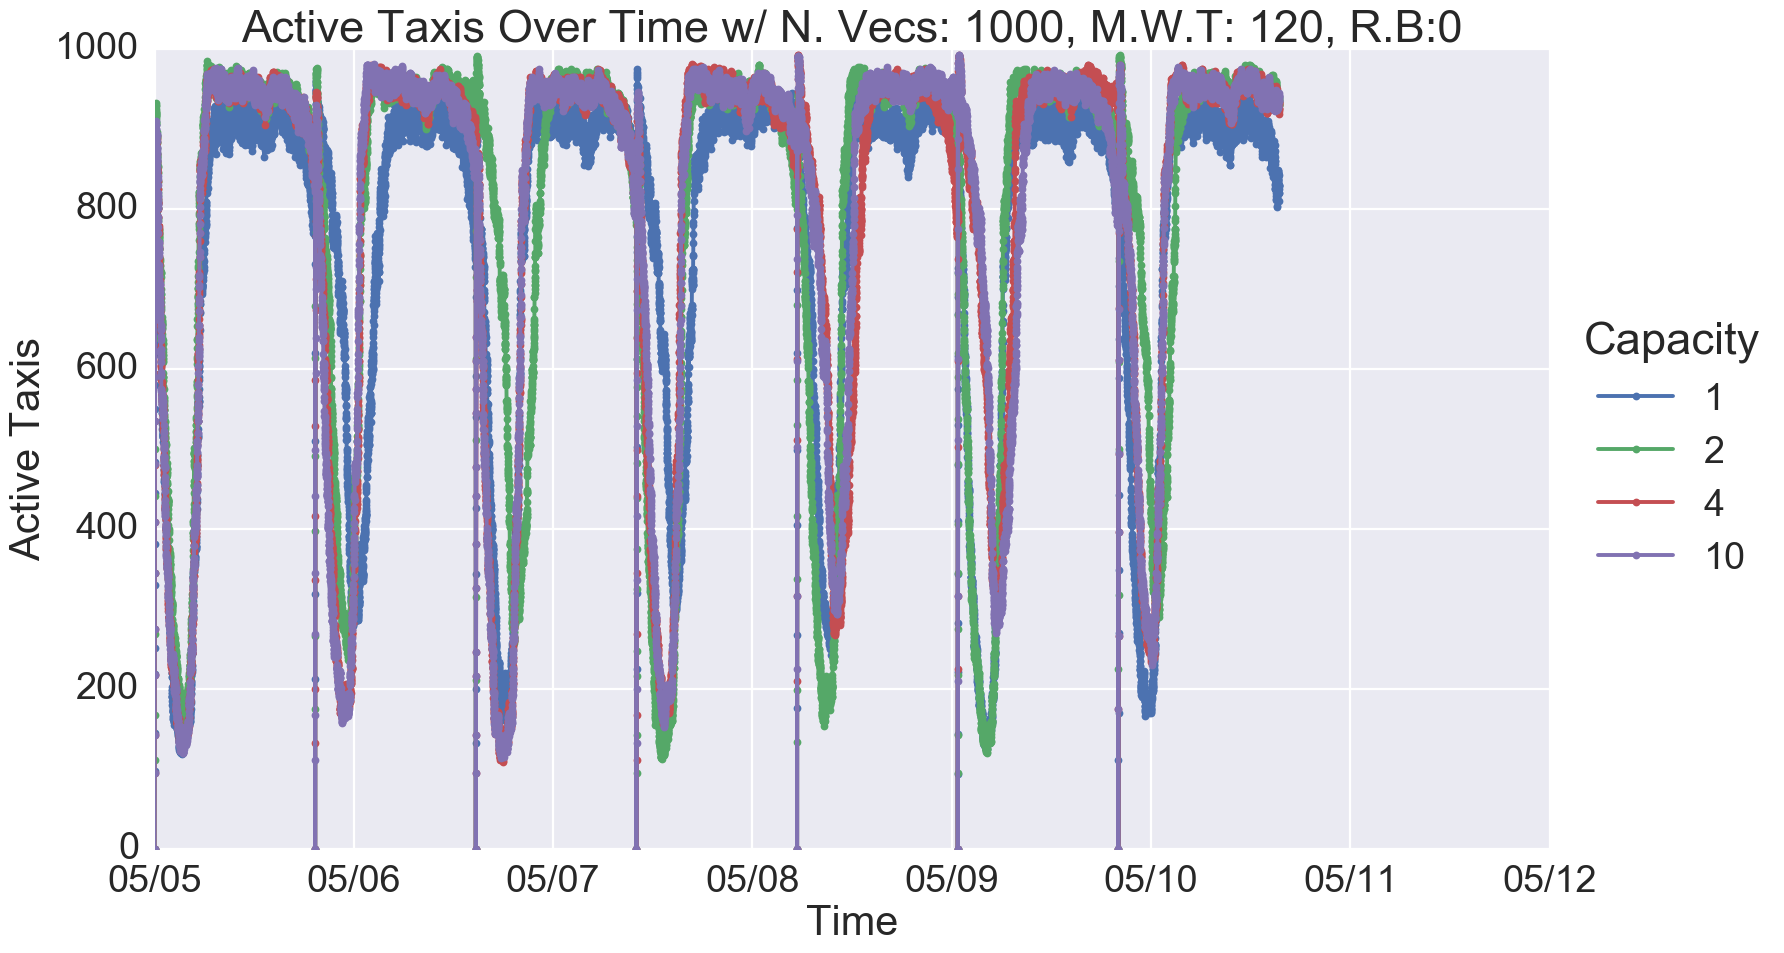 Active Taxis Over Time w/ N. Vecs: 1000, M.W.T: 120, R.B:0
1000
800
600
400
200
0
Active Taxis
05/05 05/06 05/07 05/08 05/09 05/10 05/11 05/12
Time
Capacity
1
2
4
10